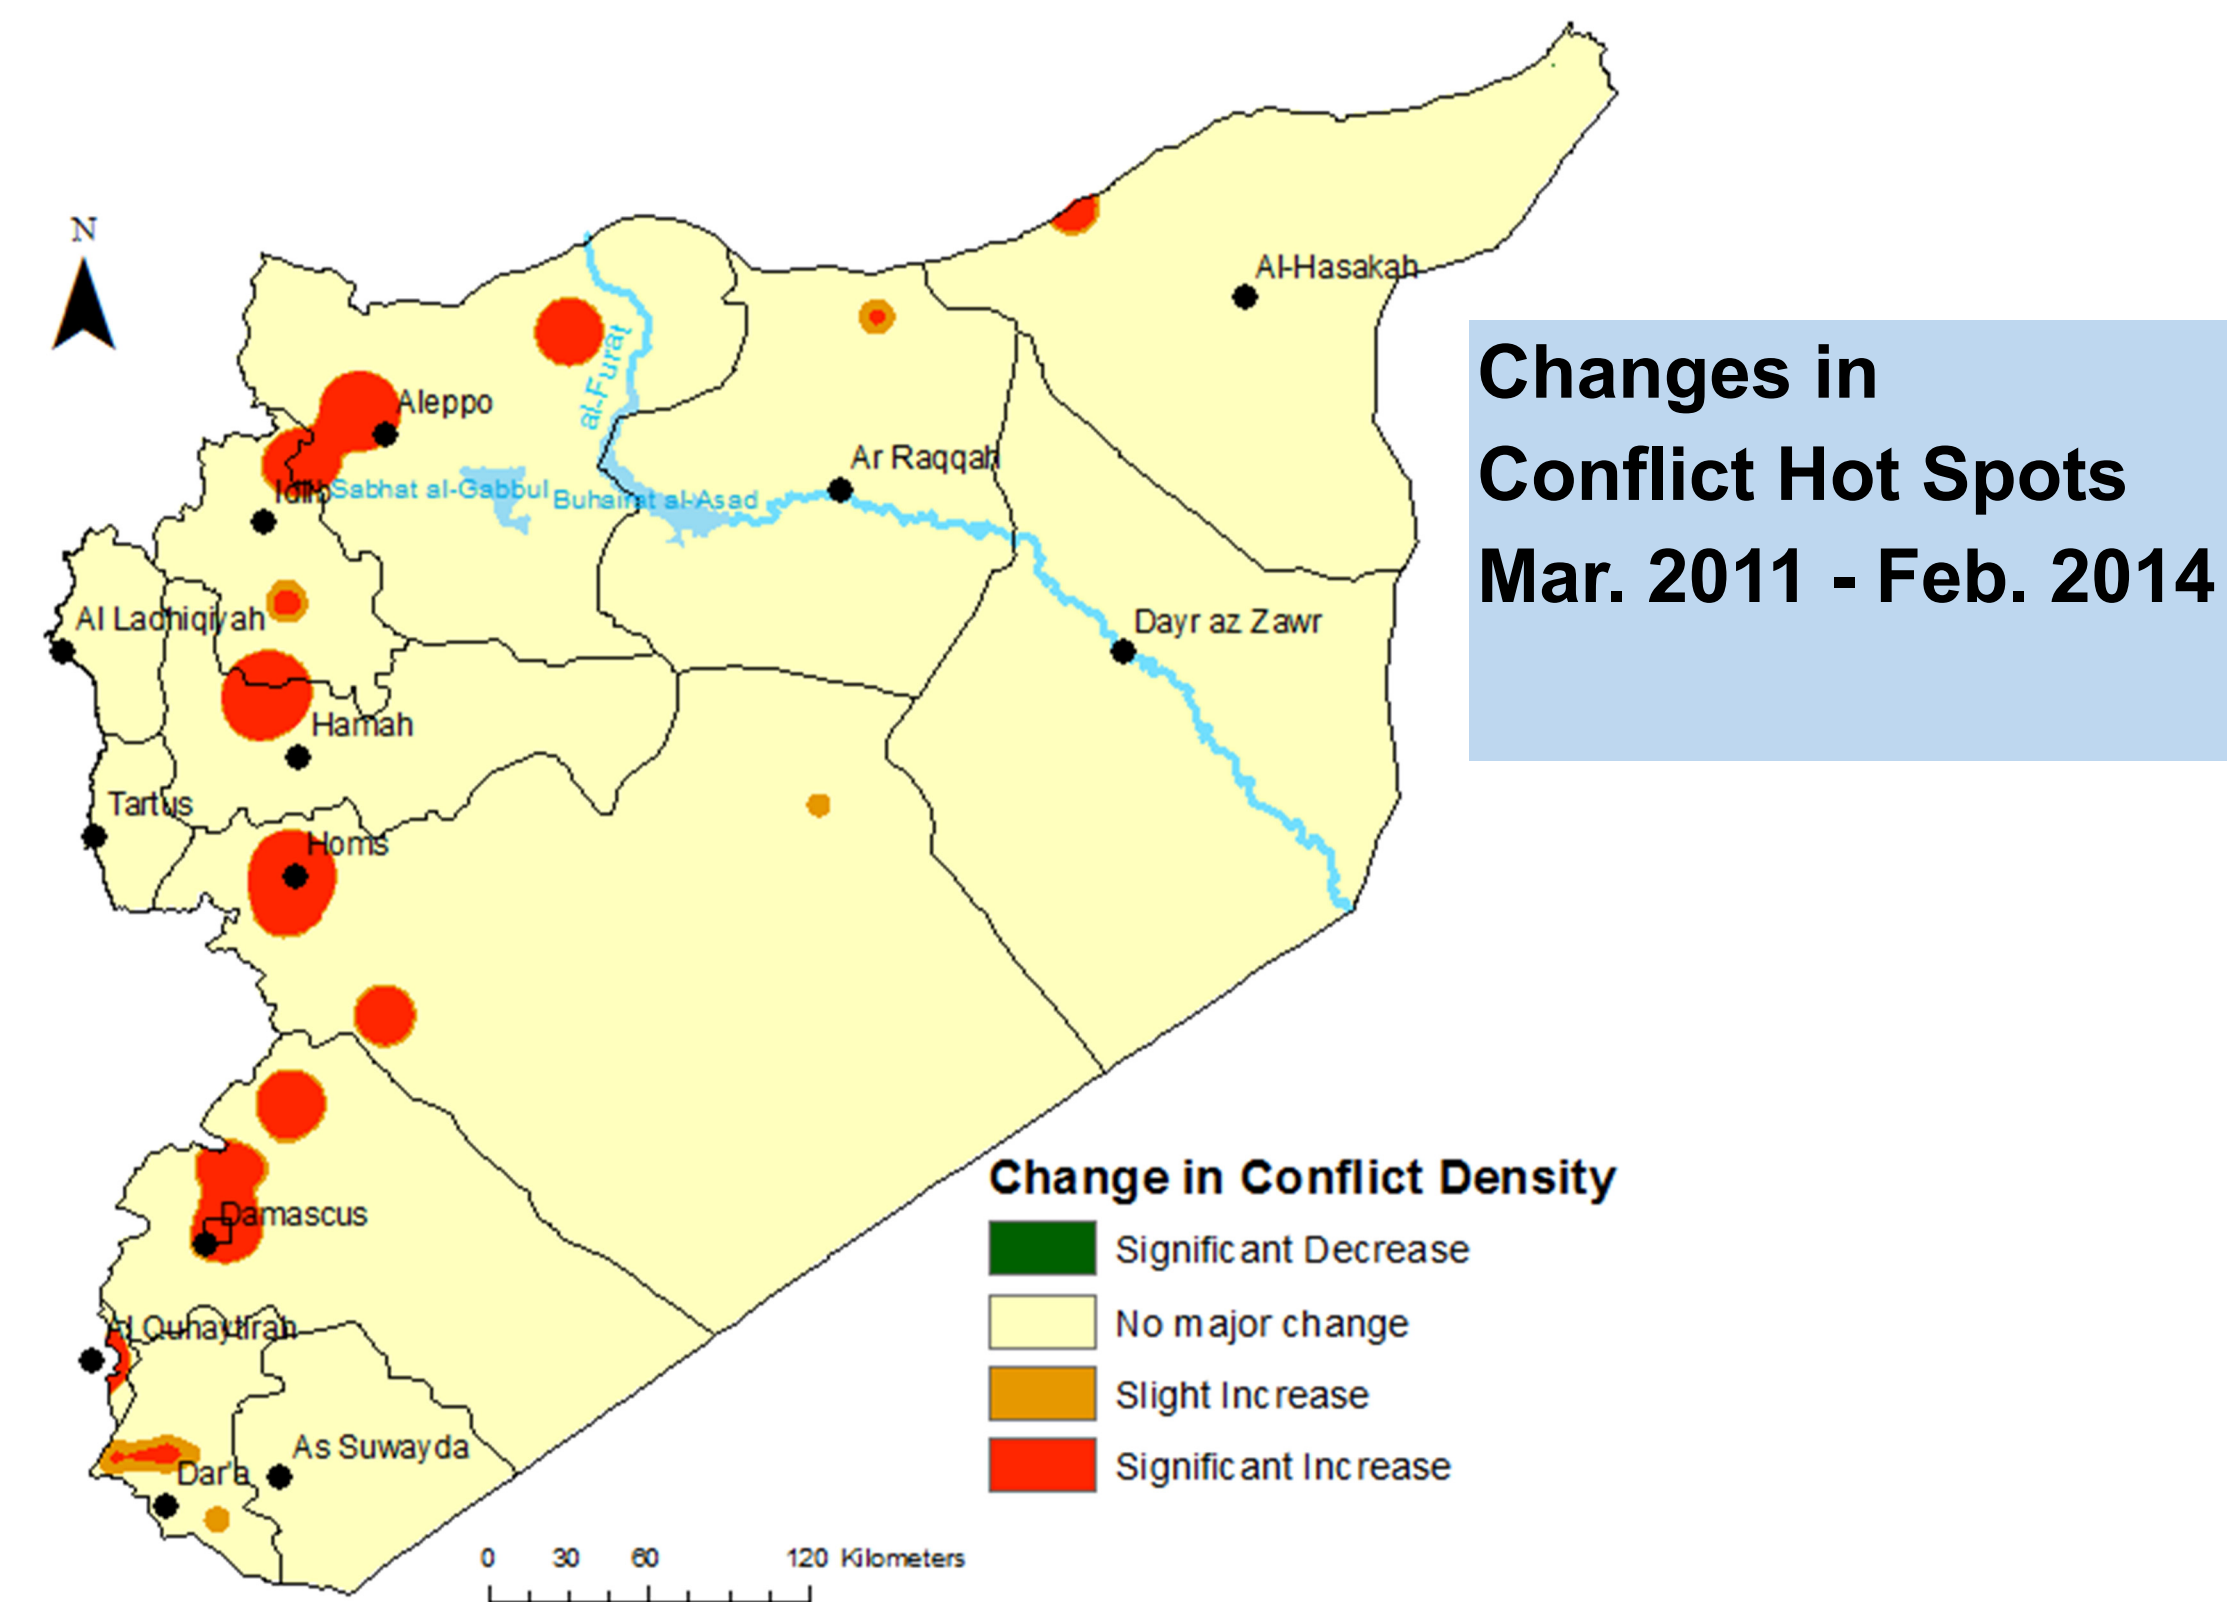 N
Al-Hasakah
al-Furat
Aleppo
Ar Raqqah
Idlib
Sabhat al-Gabbul
Buhairat al-Asad
Al Ladhiqiyah
Dayr az Zawr
Hamah
Tartus
Homs
Damascus
Al Qunaytirah
As Suwayda
Dar'a
Changes in
Conflict Hot Spots
Mar. 2011 - Feb. 2014
Change in Conflict Density
Significant Decrease
No major change
Slight Increase
Significant Increase
0 30 60 120 Kilometers